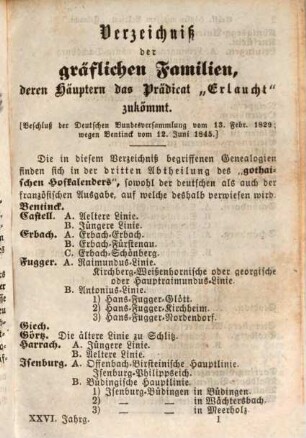 Verzeichniß
der
gräflichen Familien,
deren Häuptern das Prädicat „Erlaucht"
zukömmt.
[Beschluß der Deutschen Bundesversammlung vom 13. Febr. 1829;
wegen Bentinck vom 12. Juni 1845.]
Die in diesem Verzeichniß begriffenen Genealogien
finden sich in der dritten Abtheilung des „gothai-
schen Hofkalenders", sowohl der deutschen als auch der
französischen Ausgabe, auf welche deshalb verwiesen wird.
Bentinck.
Castell. A. Aeltere Linie.
B. Jüngere Linie.
Erbach. A. Erbach-Erbach.
B. Erbach-Fürstenau.
C. Erbach-Schönberg.
Fugger. A. Raimundus-Linie.
Kirchberg-Weißenhornische oder georgische
oder Hauptraimundus-Linie.
B. Antonius-Linie.
1) Hans-Fugger-Glött.
2) Hans-Fugger-Kirchheim.
3) Hans-Fugger-Nordendorf.
Giech.
Görtz. Die ältere Linie zu Schlitz.
Harrach. A. Jüngere Linie.
B. Aeltere Linie.
Isenburg. A. Offenbach-Birsteinische Hauptlinie.
Isenburg-Philippseich.
B. Büdingische Hauptlinie.
1) Isenburg-Büdingen in Büdingen.
2) — — in Wächtersbach.
3) — — in Meerholz.
XXVI. Jahrg. 1